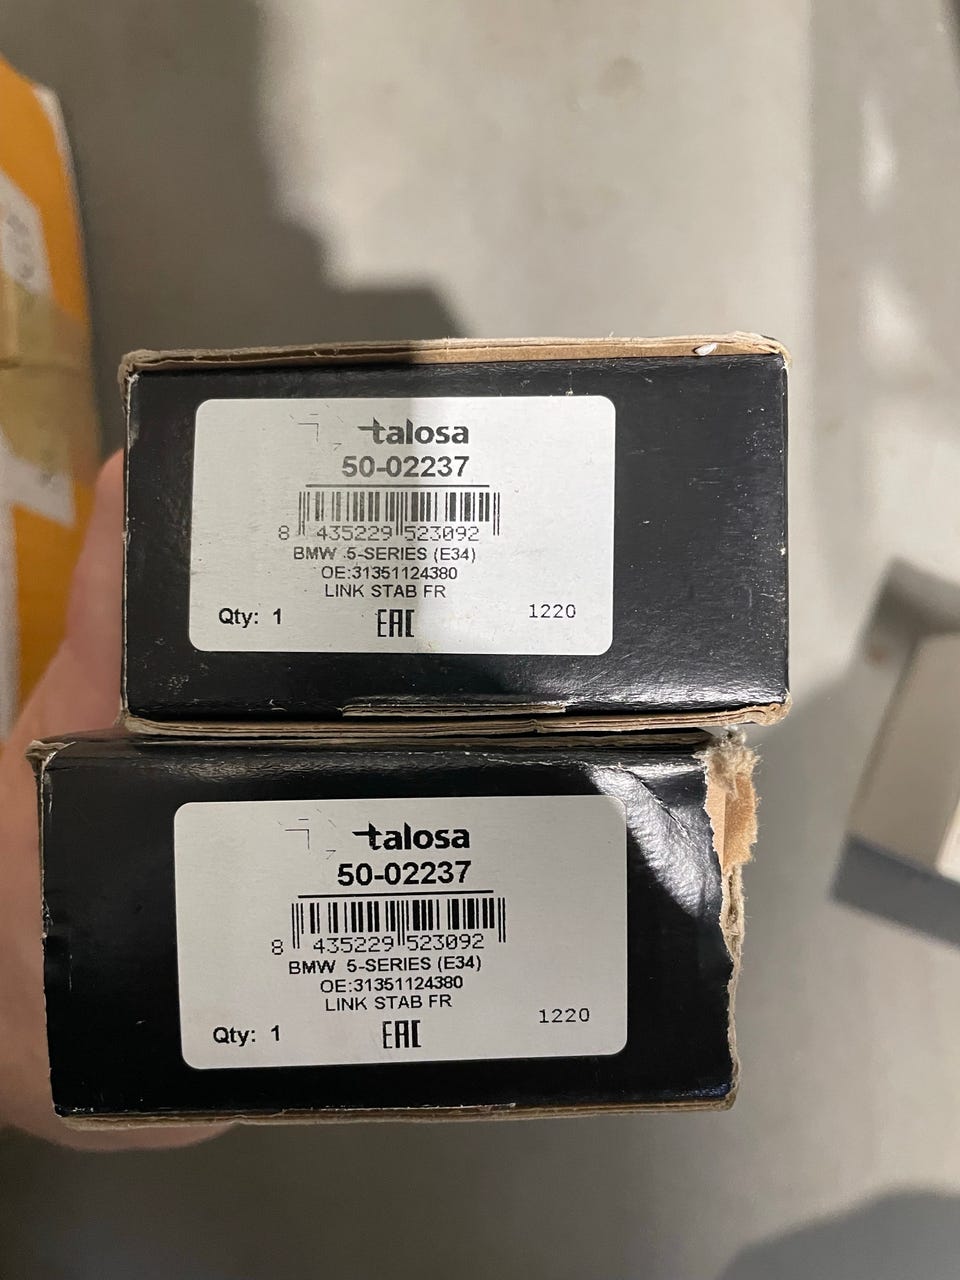 talosa
50-02237
8 435229 523092
BMW 5-SERIES (E34)
OE:31351124380
LINK STAB FR
Qty: 1 EAC 1220
talosa
50-02237
8 435229 523092
BMW 5-SERIES (E34)
OE:31351124380
LINK STAB FR
Qty: 1 EAC 1220